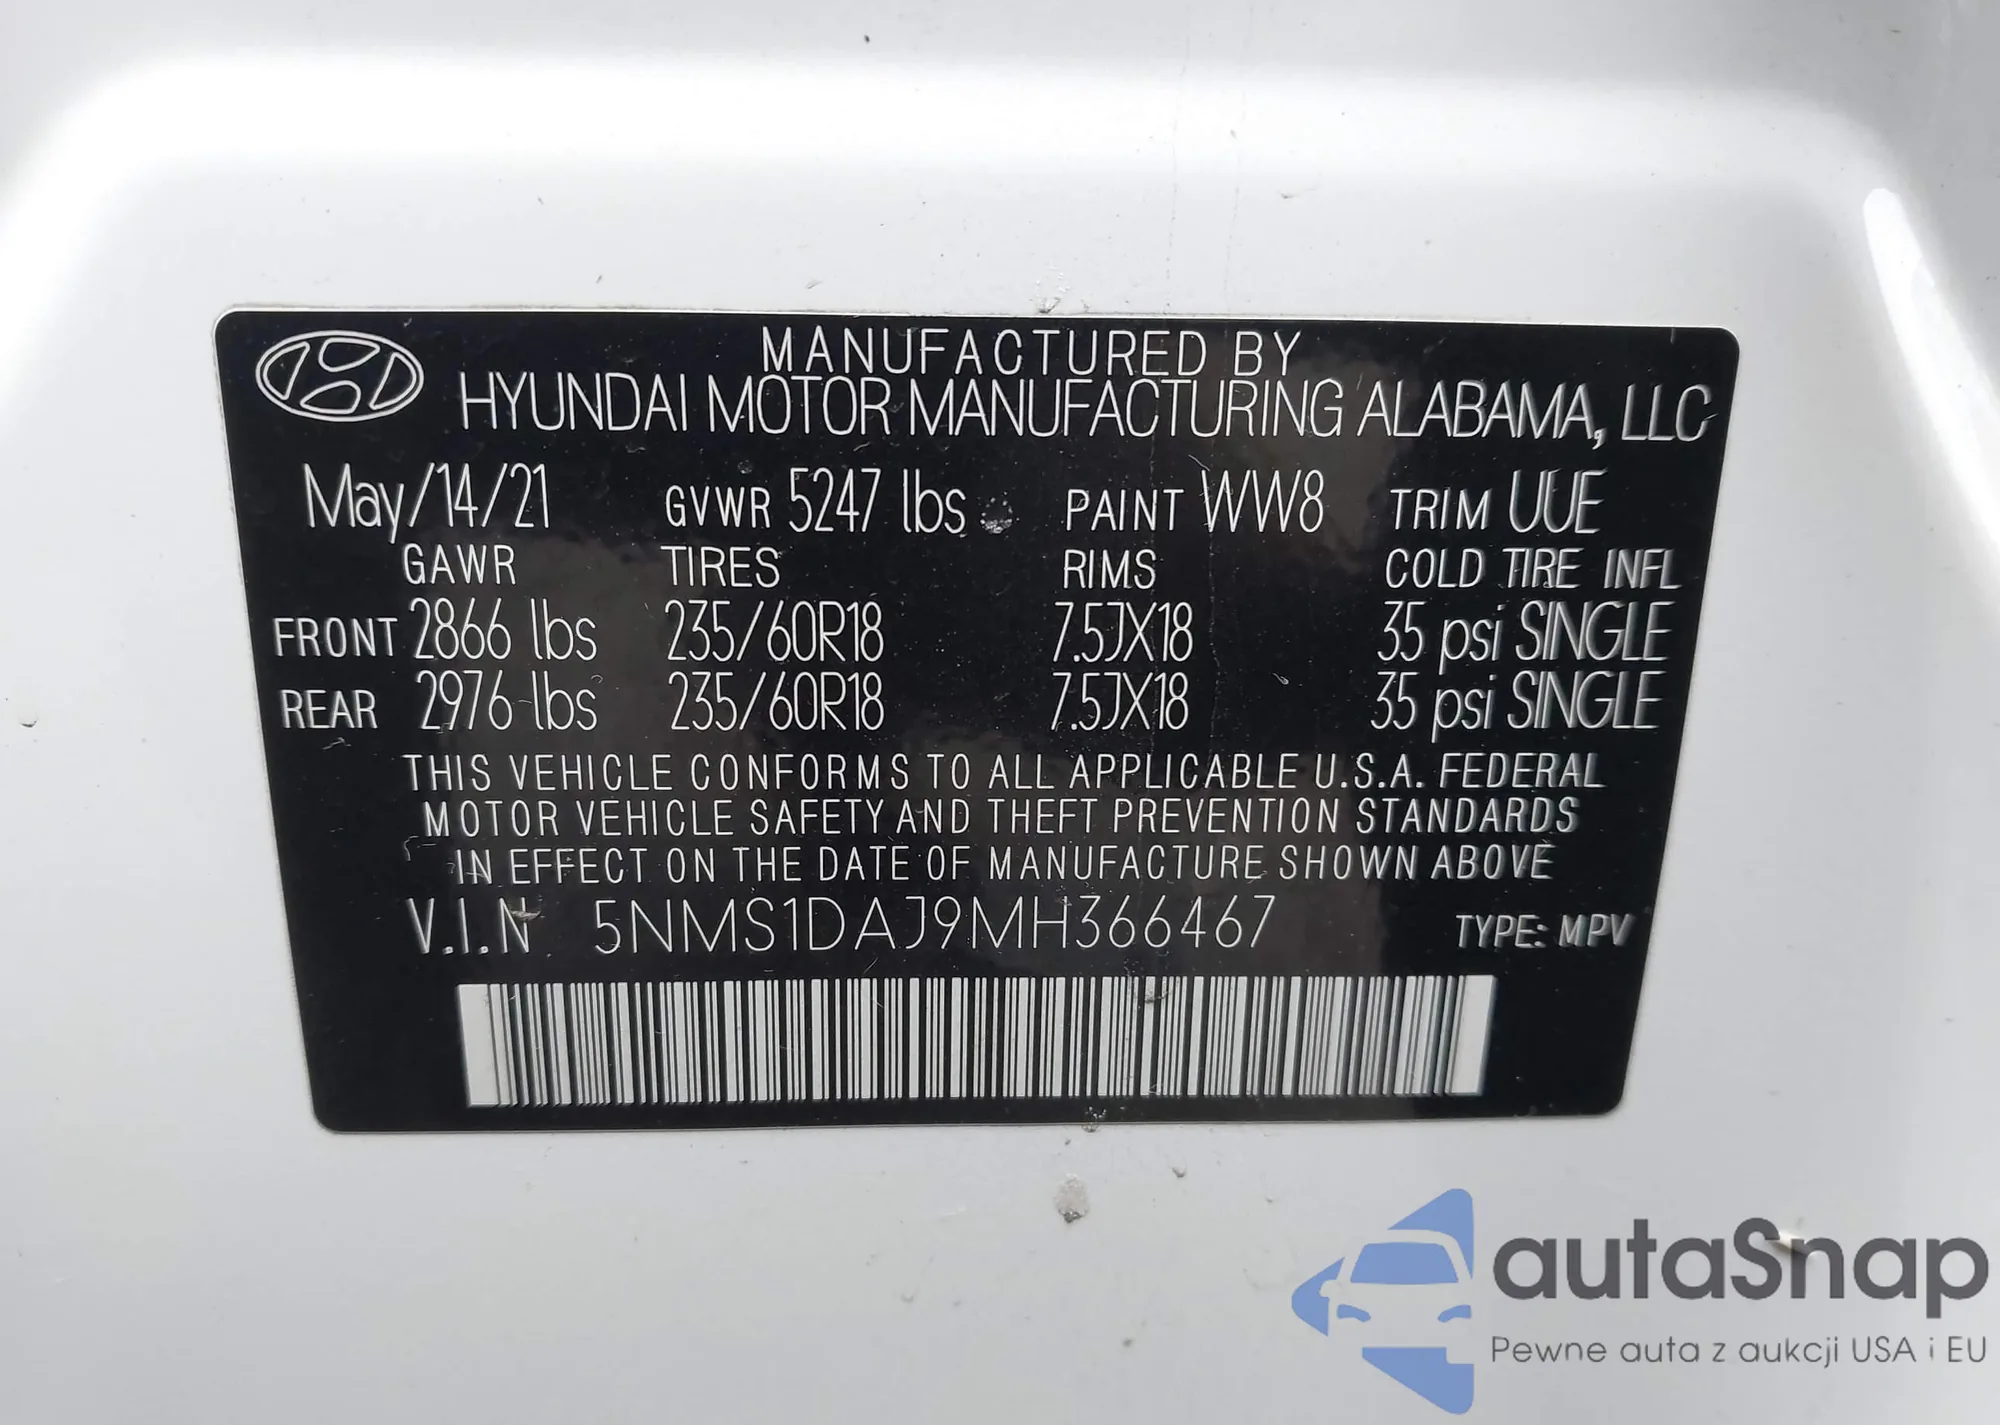 MANUFACTURED BY
HYUNDAI MOTOR MANUFACTURING ALABAMA, LLC
May/14/21 GVWR 5247 lbs PAINT WW8 TRIM UUE
GAWR TIRES RIMS COLD TIRE INFL
FRONT 2866 lbs 235/60R18 7.5JX18 35 psi SINGLE
REAR 2976 lbs 235/60R18 7.5JX18 35 psi SINGLE
THIS VEHICLE CONFORMS TO ALL APPLICABLE U.S.A. FEDERAL
MOTOR VEHICLE SAFETY AND THEFT PREVENTION STANDARDS
IN EFFECT ON THE DATE OF MANUFACTURE SHOWN ABOVE
V.I.N 5NMS1DAJ9MH366467 TYPE: MPV
autoSnap
Pewne auta z aukcji USA i EU